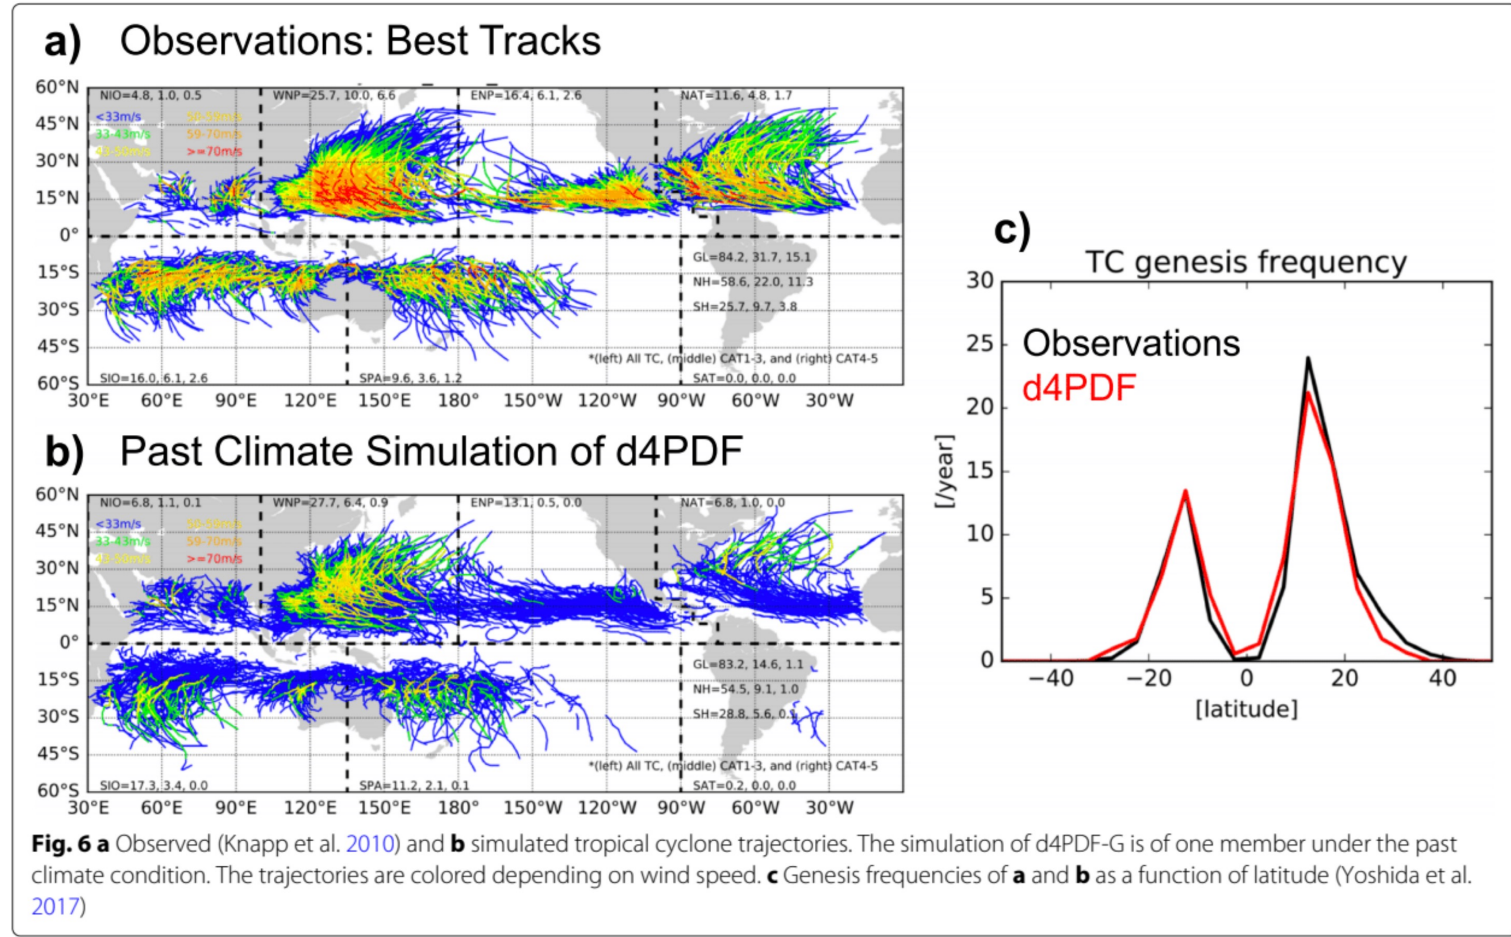 a) Observations: Best Tracks
60°N
45°N
30°N
15°N
0°
15°S
30°S
45°S
60°S
NIO=4.8, 1.0, 0.5
WNP=25.7, 10.0, 6.6
ENP=16.4, 6.1, 2.6
NAT=11.6, 4.8, 1.7
<33m/s
33-43m/s 59-70m/s
>=70m/s
GL=84.2, 31.7, 15.1
NH=58.6, 22.0, 11.3
SH=25.7, 9.7, 3.8
*(left) All TC, (middle) CAT1-3, and (right) CAT4-5
SIO=16.0, 6.1, 2.6
SPA=9.6, 3.6, 1.2
SAT=0.0, 0.0, 0.0
30°E 60°E 90°E 120°E 150°E 180° 150°W 120°W 90°W 60°W 30°W
b) Past Climate Simulation of d4PDF
60°N
45°N
30°N
15°N
0°
15°S
30°S
45°S
60°S
NIO=6.8, 1.1, 0.1
WNP=27.7, 6.4, 0.9
ENP=13.1, 0.5, 0.0
NAT=6.8, 1.0, 0.0
<33m/s
33-43m/s 59-70m/s
>=70m/s
GL=83.2, 14.6, 1.1
NH=54.5, 9.1, 1.0
SH=28.8, 5.6,
*(left) All TC, (middle) CAT1-3, and (right) CAT4-5
SIO=17.3, 3.4, 0.0
SPA=11.2, 2.1, 0.1
SAT=0.2, 0.0, 0.0
30°E 60°E 90°E 120°E 150°E 180° 150°W 120°W 90°W 60°W 30°W
c)
TC genesis frequency
Observations
d4PDF
30
25
20
15
10
5
0
[/year]
−40 −20 0 20 40
[latitude]
Fig. 6 a Observed (Knapp et al. 2010) and b simulated tropical cyclone trajectories. The simulation of d4PDF-G is of one member under the past
climate condition. The trajectories are colored depending on wind speed. c Genesis frequencies of a and b as a function of latitude (Yoshida et al.
2017)